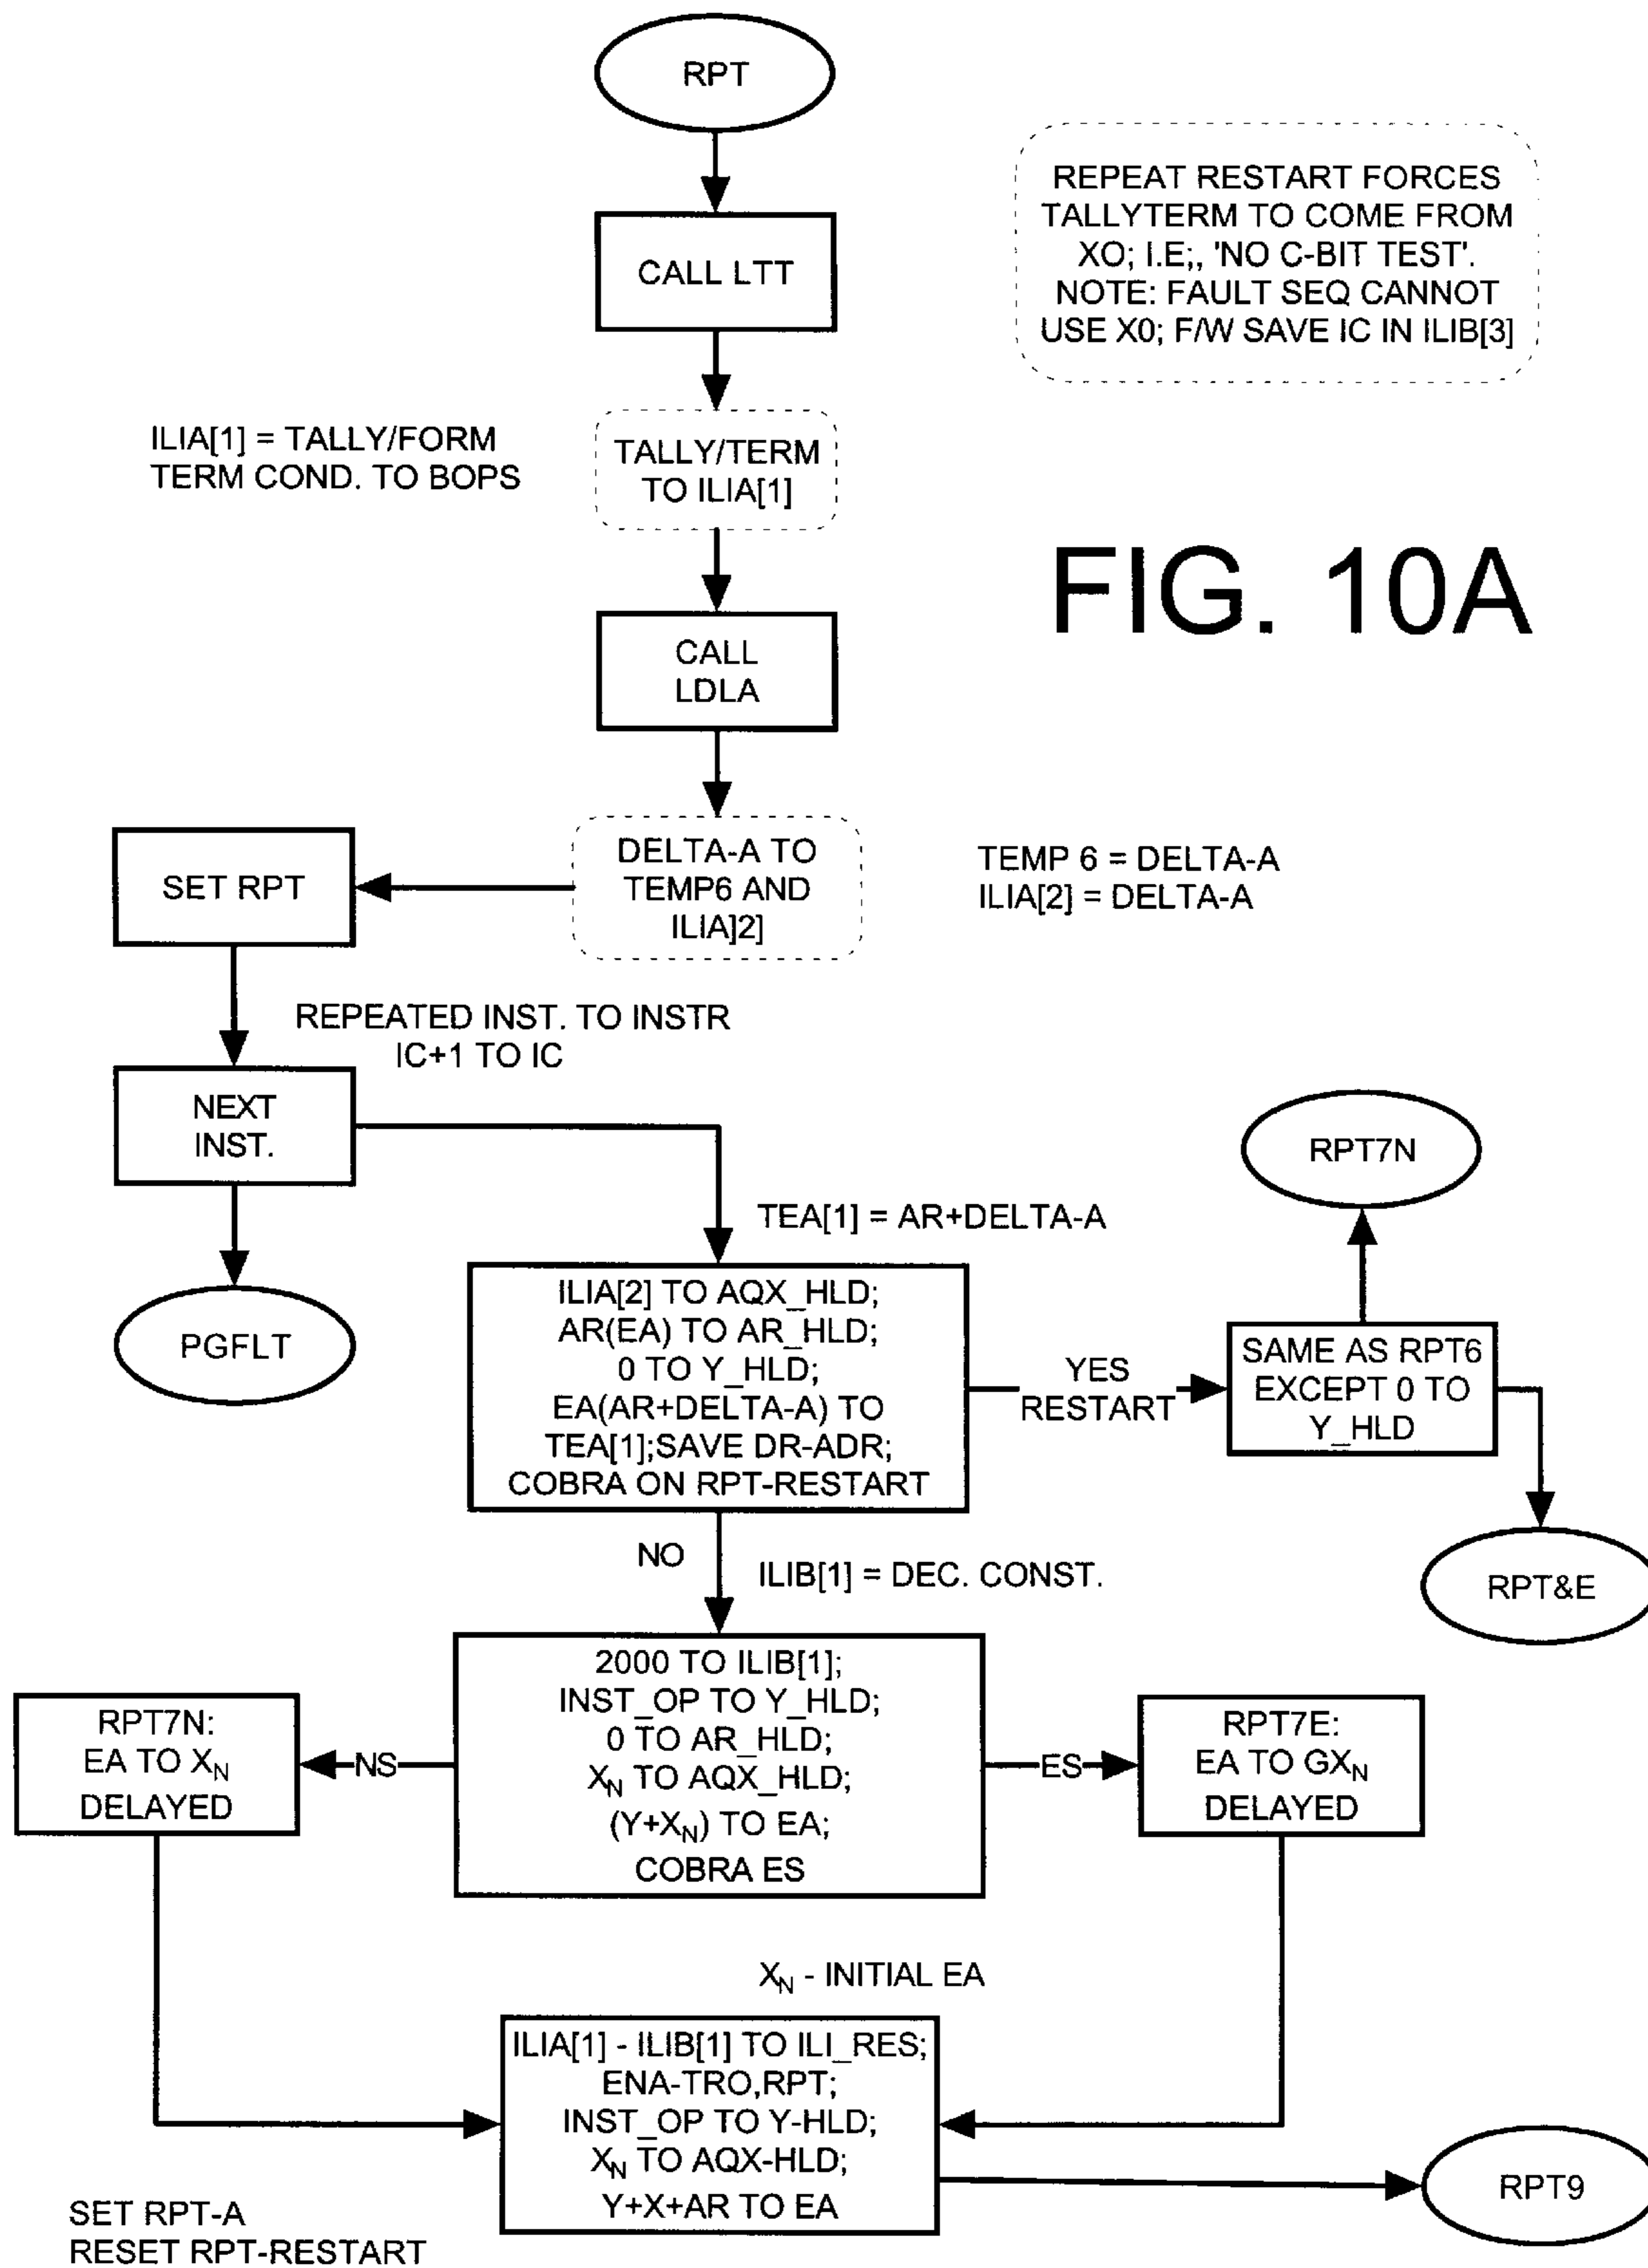 RPT
REPEAT RESTART FORCES
TALLYTERM TO COME FROM
XO; I.E;, 'NO C-BIT TEST'.
NOTE: FAULT SEQ CANNOT
USE X0; F/W SAVE IC IN ILIB[3]
CALL LTT
ILIA[1] = TALLY/FORM
TERM COND. TO BOPS
TALLY/TERM
TO ILIA[1]
FIG. 10A
CALL
LDLA
SET RPT
DELTA-A TO
TEMP6 AND
ILIA]2]
TEMP 6 = DELTA-A
ILIA[2] = DELTA-A
REPEATED INST. TO INSTR
IC+1 TO IC
NEXT
INST.
RPT7N
TEA[1] = AR+DELTA-A
PGFLT
ILIA[2] TO AQX_HLD;
AR(EA) TO AR_HLD;
0 TO Y_HLD;
EA(AR+DELTA-A) TO
TEA[1];SAVE DR-ADR;
COBRA ON RPT-RESTART
YES
RESTART
SAME AS RPT6
EXCEPT 0 TO
Y_HLD
NO
ILIB[1] = DEC. CONST.
RPT&E
2000 TO ILIB[1];
INST_OP TO Y_HLD;
0 TO AR_HLD;
X_N TO AQX_HLD;
(Y+X_N) TO EA;
COBRA ES
RPT7N:
EA TO X_N
DELAYED
NS
ES
RPT7E:
EA TO GX_N
DELAYED
X_N - INITIAL EA
ILIA[1] - ILIB[1] TO ILI_RES;
ENA-TRO,RPT;
INST_OP TO Y-HLD;
X_N TO AQX-HLD;
Y+X+AR TO EA
RPT9
SET RPT-A
RESET RPT-RESTART